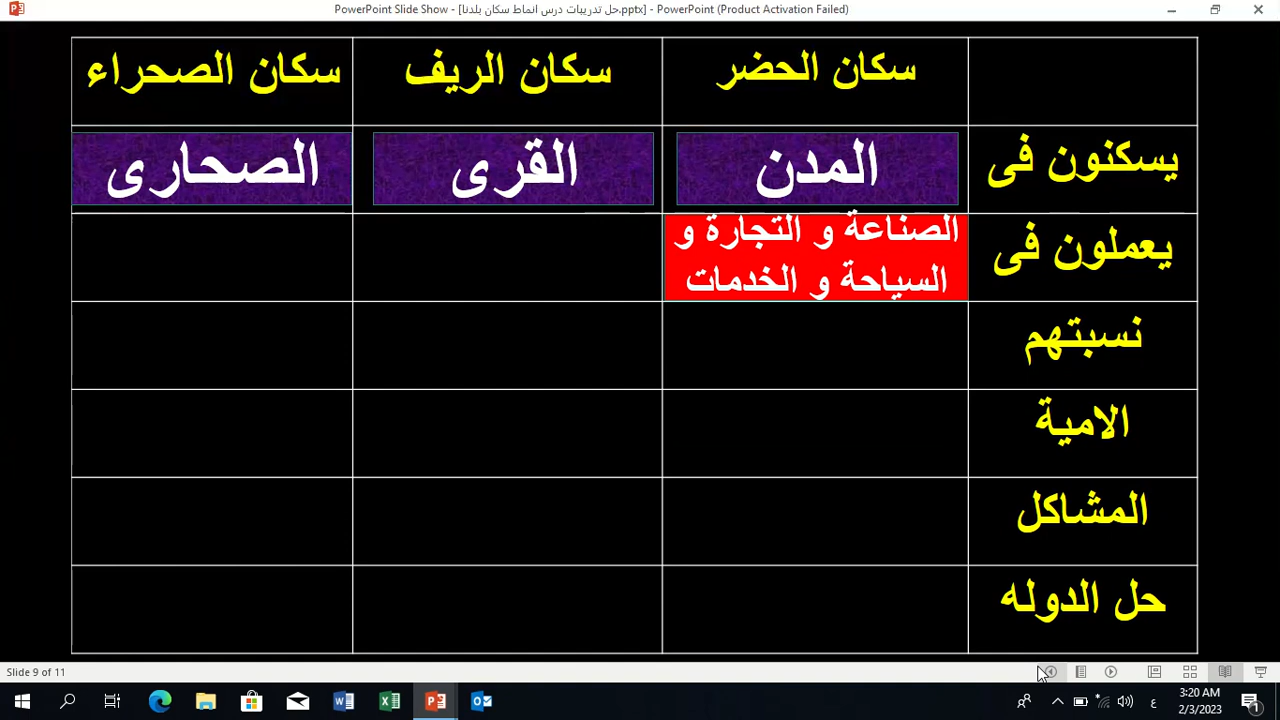 PowerPoint Slide Show - [حل تدريبات درس انماط سكان بلدنا.pptx] - PowerPoint (Product Activation Failed)
سكان الحضر سكان الريف سكان الصحراء
يسكنون فى المدن القرى الصحارى
يعملون فى الصناعة و التجارة و
السياحة و الخدمات
نسبتهم
الامية
المشاكل
حل الدوله
Slide 9 of 11
ع
3:20 AM
2/3/2023